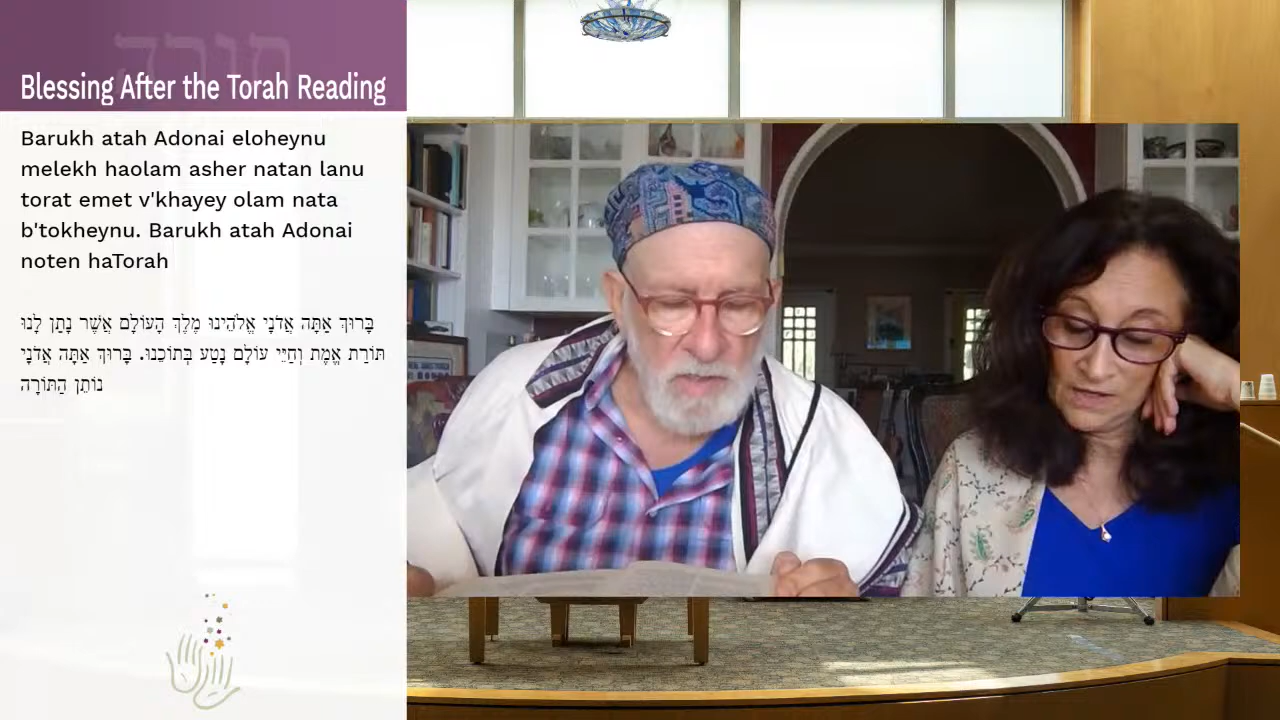 תורה
Blessing After the Torah Reading
Barukh atah Adonai eloheynu
melekh haolam asher natan lanu
torat emet v'khayey olam nata
b'tokheynu. Barukh atah Adonai
noten haTorah
בָּרוּךְ אַתָּה אֲדֹנָי אֱלֹהֵינוּ מֶלֶךְ הָעוֹלָם אֲשֶׁר נָתַן לָנוּ
תּוֹרַת אֱמֶת וְחַיֵּי עוֹלָם נָטַע בְּתוֹכֵנוּ. בָּרוּךְ אַתָּה אֲדֹנָי
נוֹתֵן הַתּוֹרָה